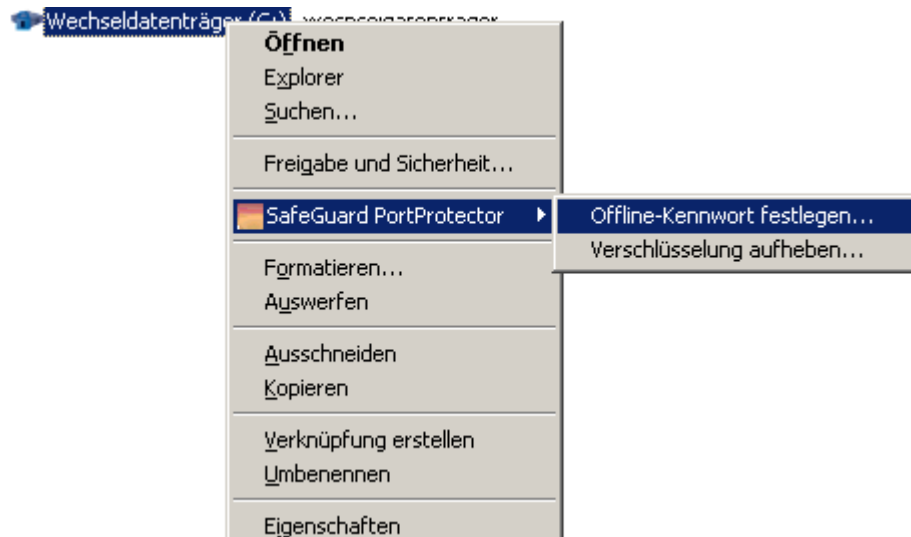 Wechseldatenträger
Öffnen
Explorer
Suchen...
Freigabe und Sicherheit...
SafeGuard PortProtector
Offline-Kennwort festlegen...
Verschlüsselung aufheben...
Formatieren...
Auswerfen
Ausschneiden
Kopieren
Verknüpfung erstellen
Umbenennen
Eigenschaften